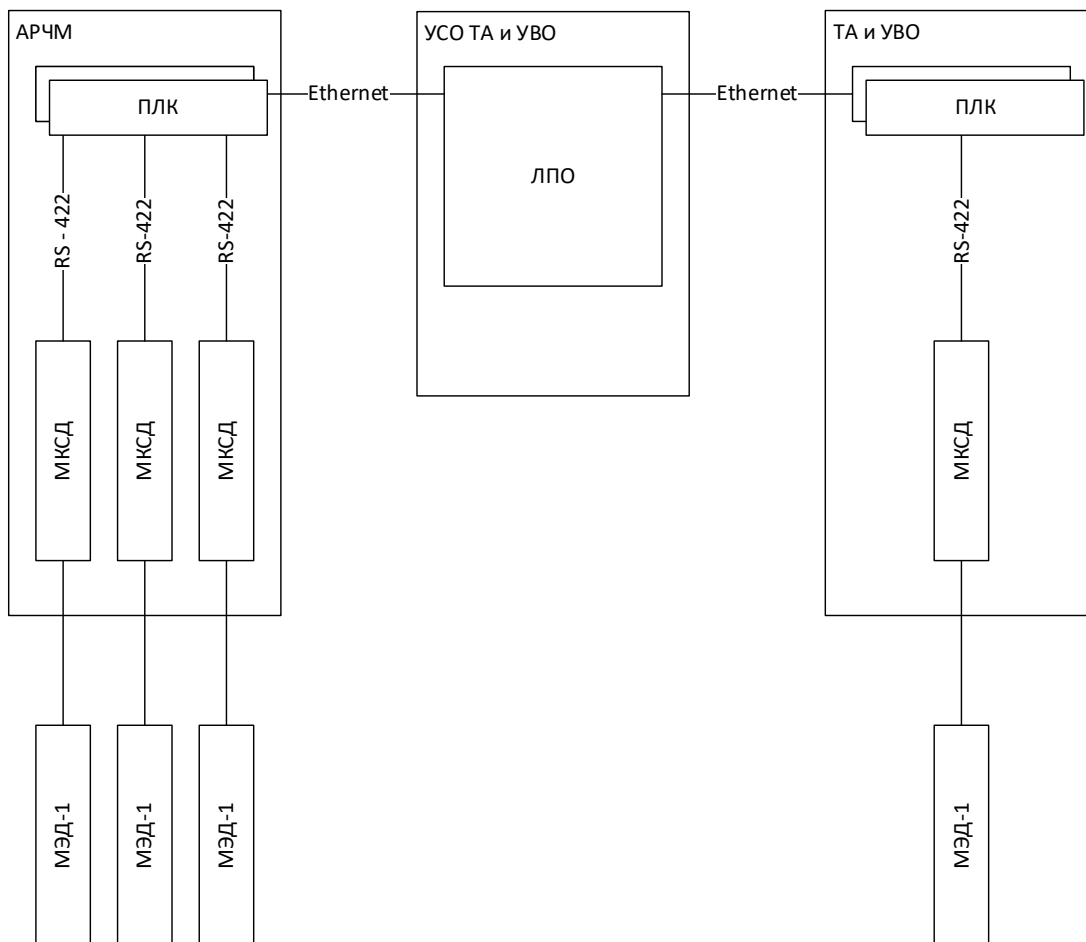 АРЧМ
УСО ТА и УВО
ТА и УВО
ПЛК
Ethernet
ЛПО
Ethernet
ПЛК
RS - 422
RS-422
RS-422
RS-422
МКСД
МКСД
МКСД
МКСД
МЭД-1
МЭД-1
МЭД-1
МЭД-1